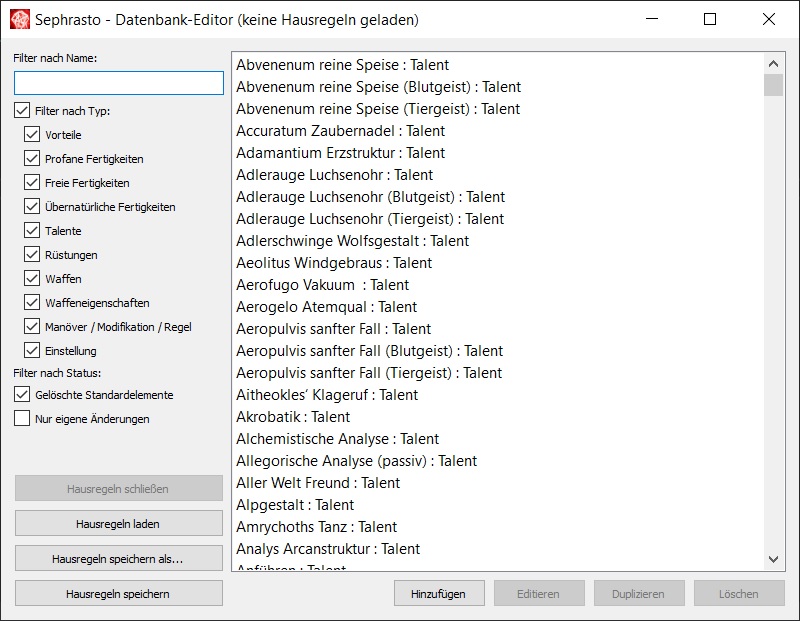 Sephrasto - Datenbank-Editor (keine Hausregeln geladen)
Filter nach Name:
Filter nach Typ:
Vorteile
Profane Fertigkeiten
Freie Fertigkeiten
Übernatürliche Fertigkeiten
Talente
Rüstungen
Waffen
Waffeneigenschaften
Manöver / Modifikation / Regel
Einstellung
Filter nach Status:
Gelöschte Standardelemente
Nur eigene Änderungen
Hausregeln schließen
Hausregeln laden
Hausregeln speichern als...
Hausregeln speichern
Abvenenum reine Speise : Talent
Abvenenum reine Speise (Blutgeist) : Talent
Abvenenum reine Speise (Tiergeist) : Talent
Accuratum Zaubernadel : Talent
Adamantium Erzstruktur : Talent
Adlerauge Luchsenohr : Talent
Adlerauge Luchsenohr (Blutgeist) : Talent
Adlerauge Luchsenohr (Tiergeist) : Talent
Adlerschwinge Wolfsgestalt : Talent
Aeolitus Windgebraus : Talent
Aerofugo Vakuum  : Talent
Aerogelo Atemqual : Talent
Aeropulvis sanfter Fall : Talent
Aeropulvis sanfter Fall (Blutgeist) : Talent
Aeropulvis sanfter Fall (Tiergeist) : Talent
Aitheokles’ Klageruf : Talent
Akrobatik : Talent
Alchemistische Analyse : Talent
Allegorische Analyse (passiv) : Talent
Aller Welt Freund : Talent
Alpgestalt : Talent
Amrychoths Tanz : Talent
Analys Arcanstruktur : Talent
Anführen : Talent
Hinzufügen
Editieren
Duplizieren
Löschen